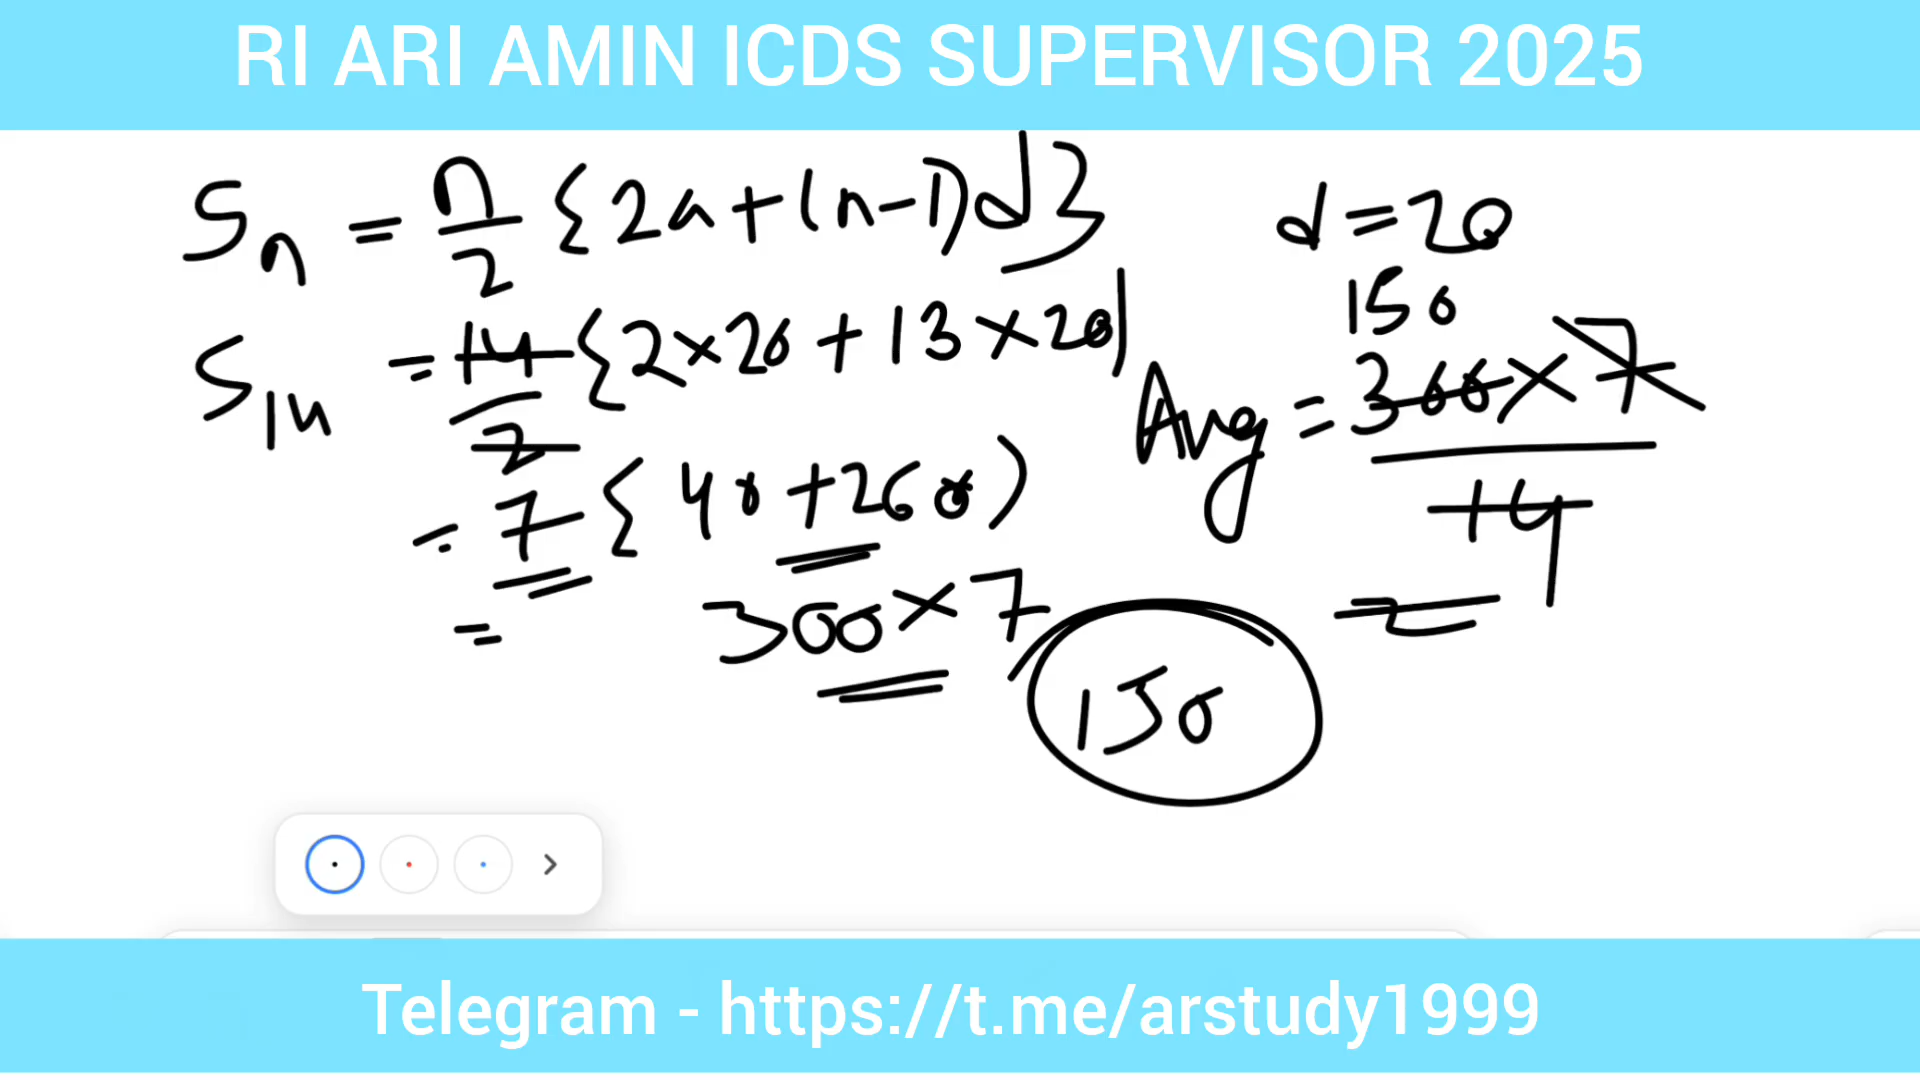 RI ARI AMIN ICDS SUPERVISOR 2025
Sn = n/2 {2a+(n-1)d}
d = 20
S14 = 14/2 {2×20 + 13×20}
150
Avg = 300×7/14
= 7 {40+260)
= 300×7
150
Telegram - https://t.me/arstudy1999